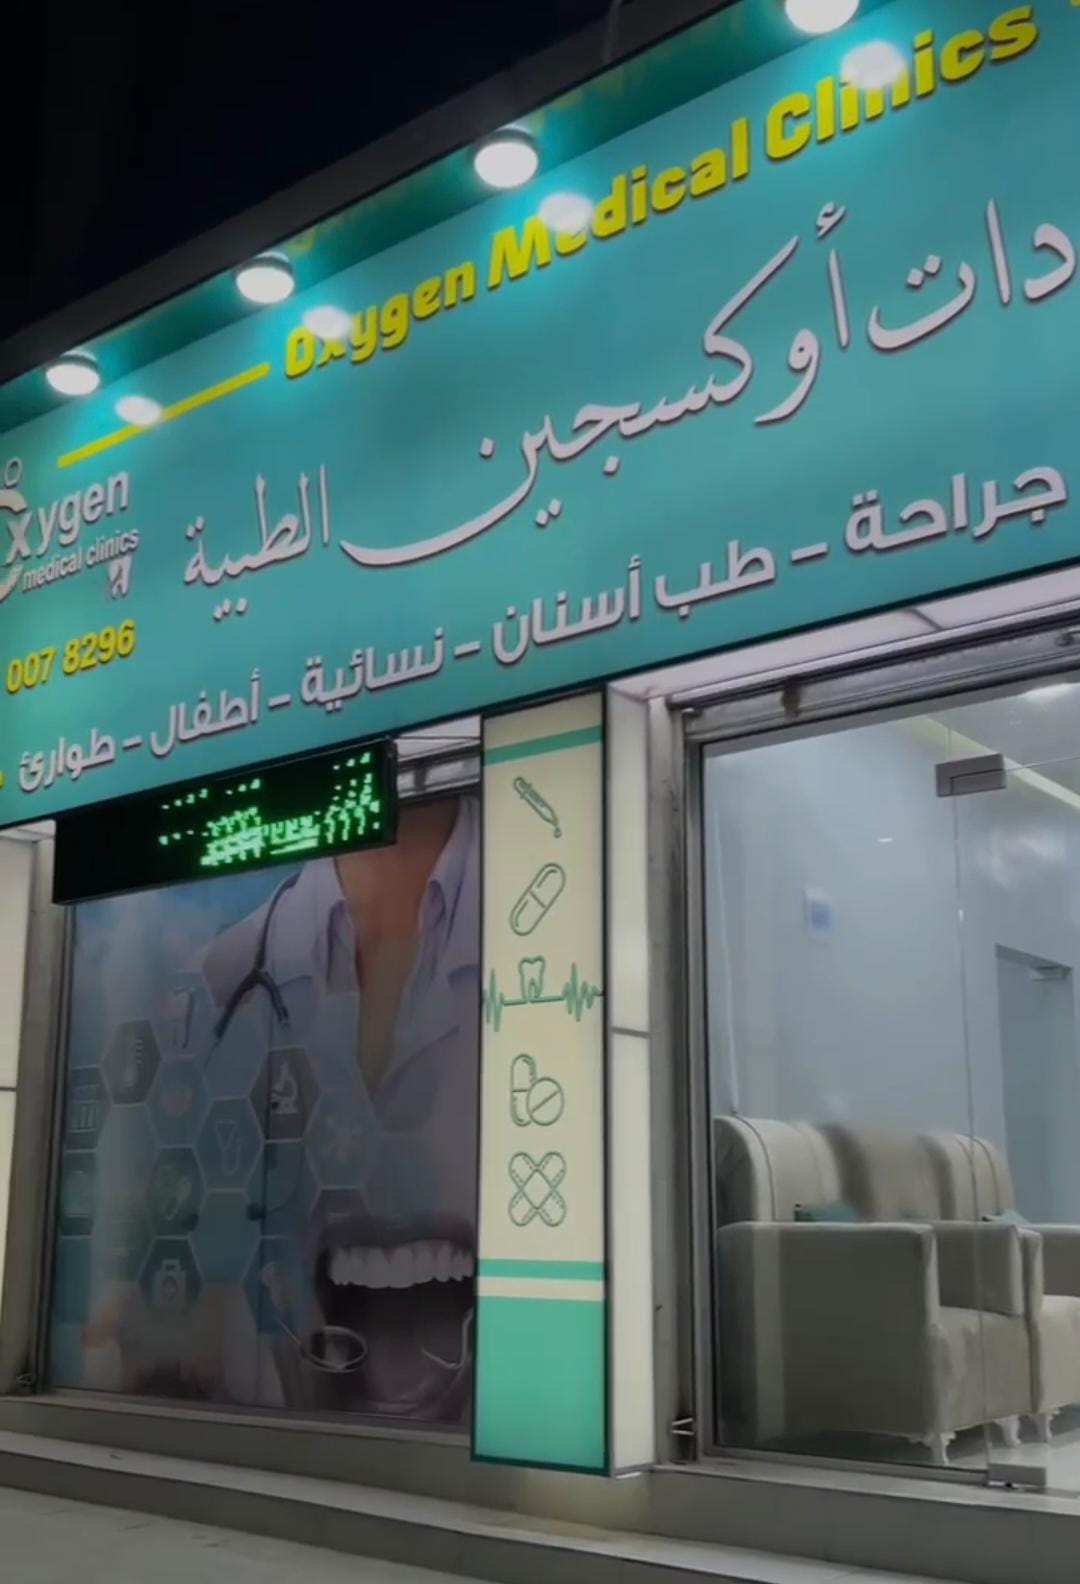 Oxygen Medical Clinics
دات أوكسجين الطبية
Oxygen
medical clinics
007 8296
جراحة - طب أسنان - نسائية - أطفال - طوارئ